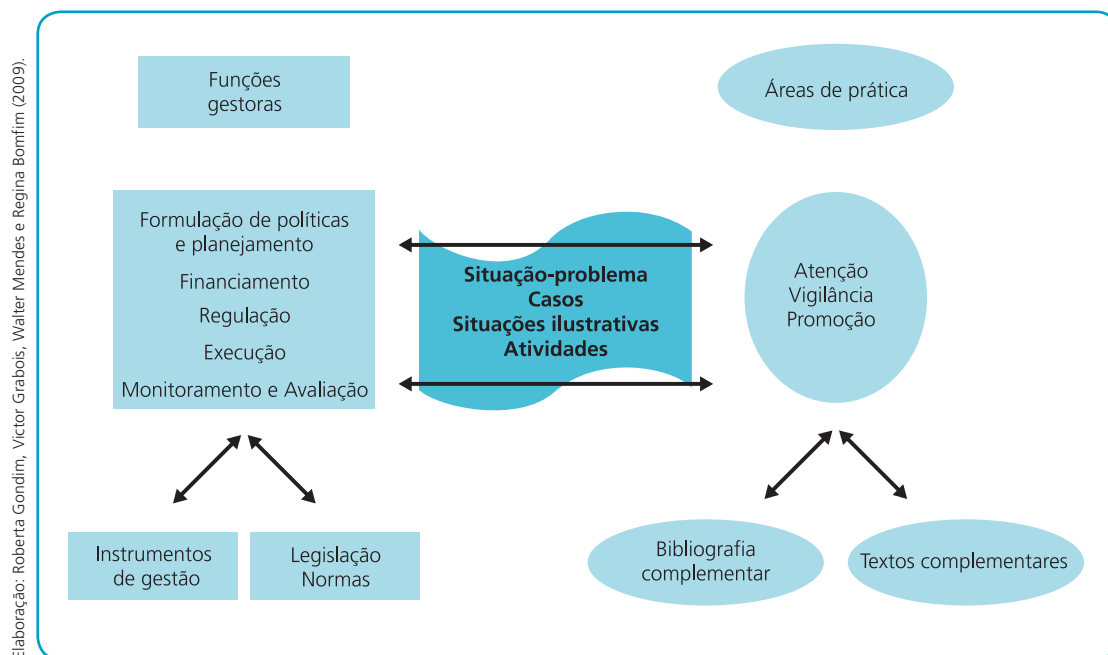 Elaboração: Roberta Gondim, Victor Grabois, Walter Mendes e Regina Bomfim (2009).
Funções
gestoras
Áreas de prática
Formulação de políticas
e planejamento
Financiamento
Regulação
Execução
Monitoramento e Avaliação
Situação-problema
Casos
Situações ilustrativas
Atividades
Atenção
Vigilância
Promoção
Instrumentos
de gestão
Legislação
Normas
Bibliografia
complementar
Textos complementares